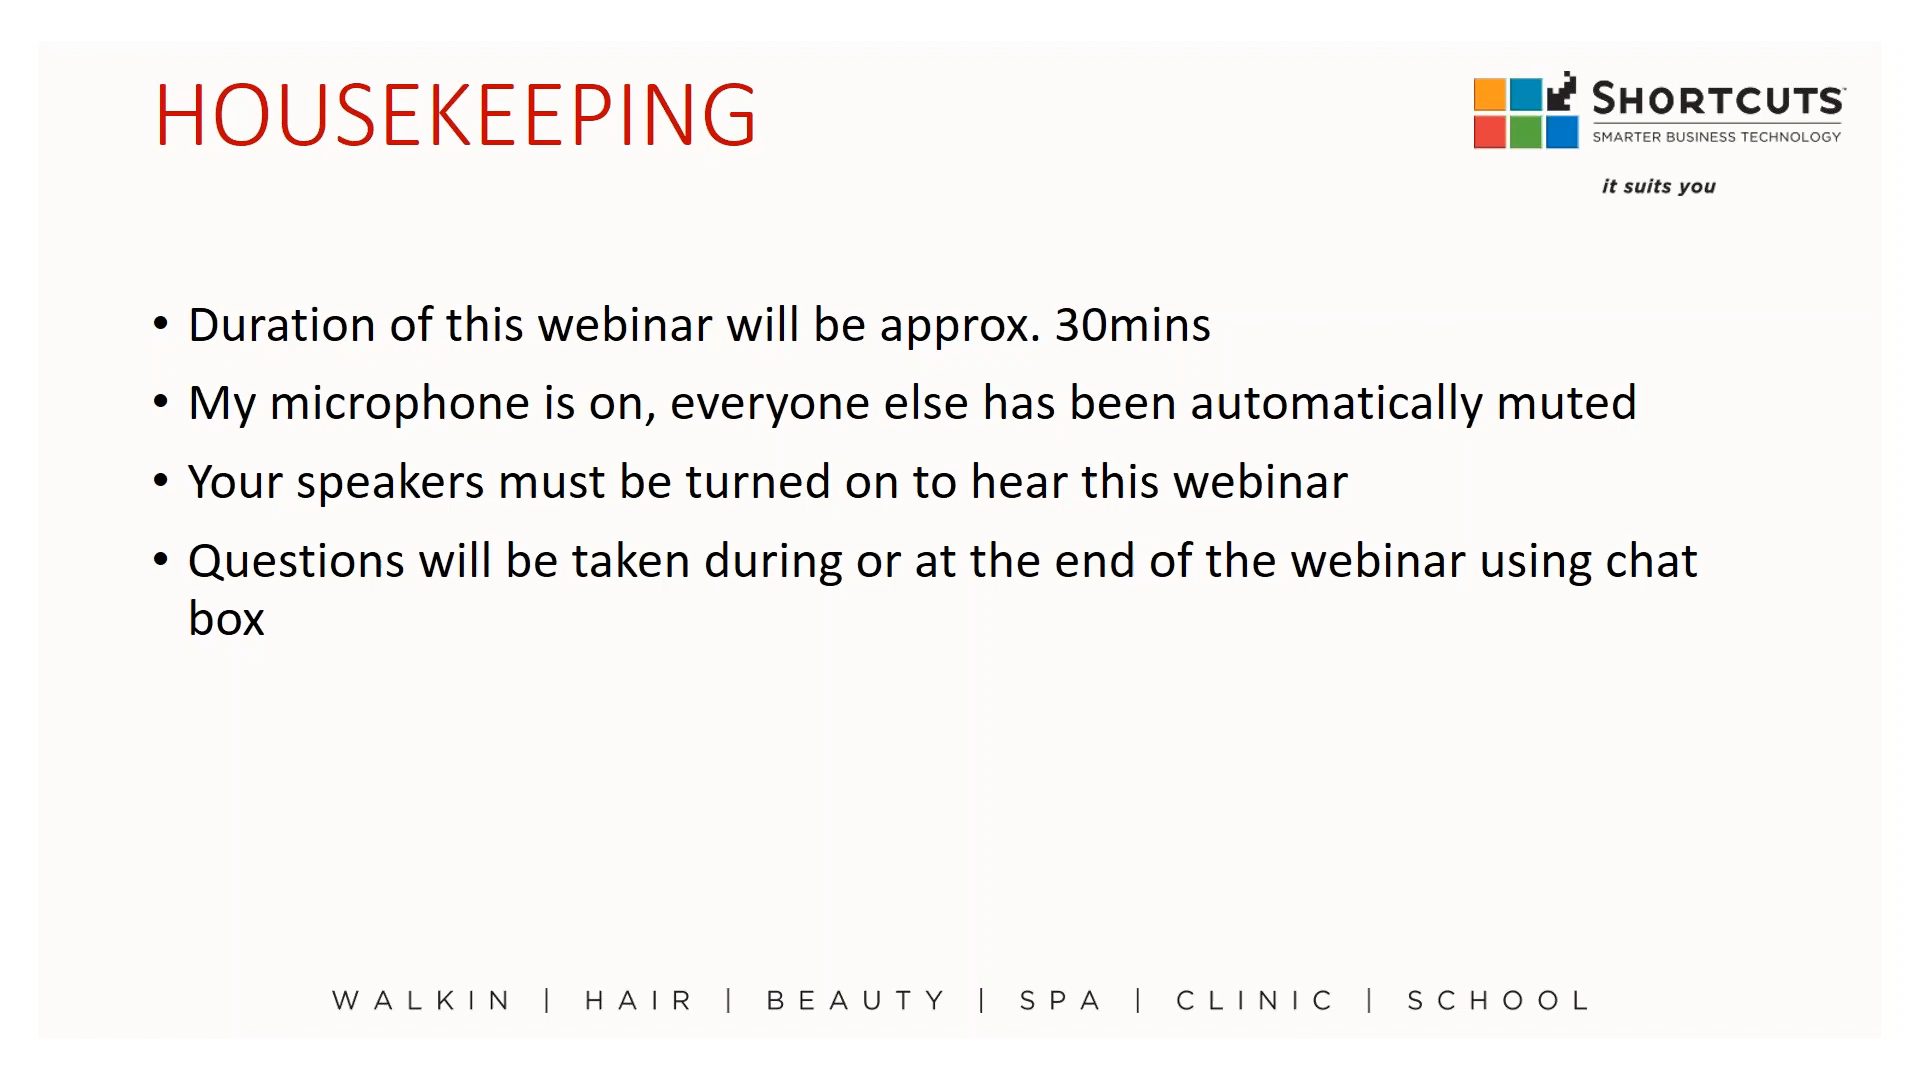 HOUSEKEEPING
SHORTCUTS™
SMARTER BUSINESS TECHNOLOGY
it suits you
• Duration of this webinar will be approx. 30mins
• My microphone is on, everyone else has been automatically muted
• Your speakers must be turned on to hear this webinar
• Questions will be taken during or at the end of the webinar using chat
box
WALKIN | HAIR | BEAUTY | SPA | CLINIC | SCHOOL